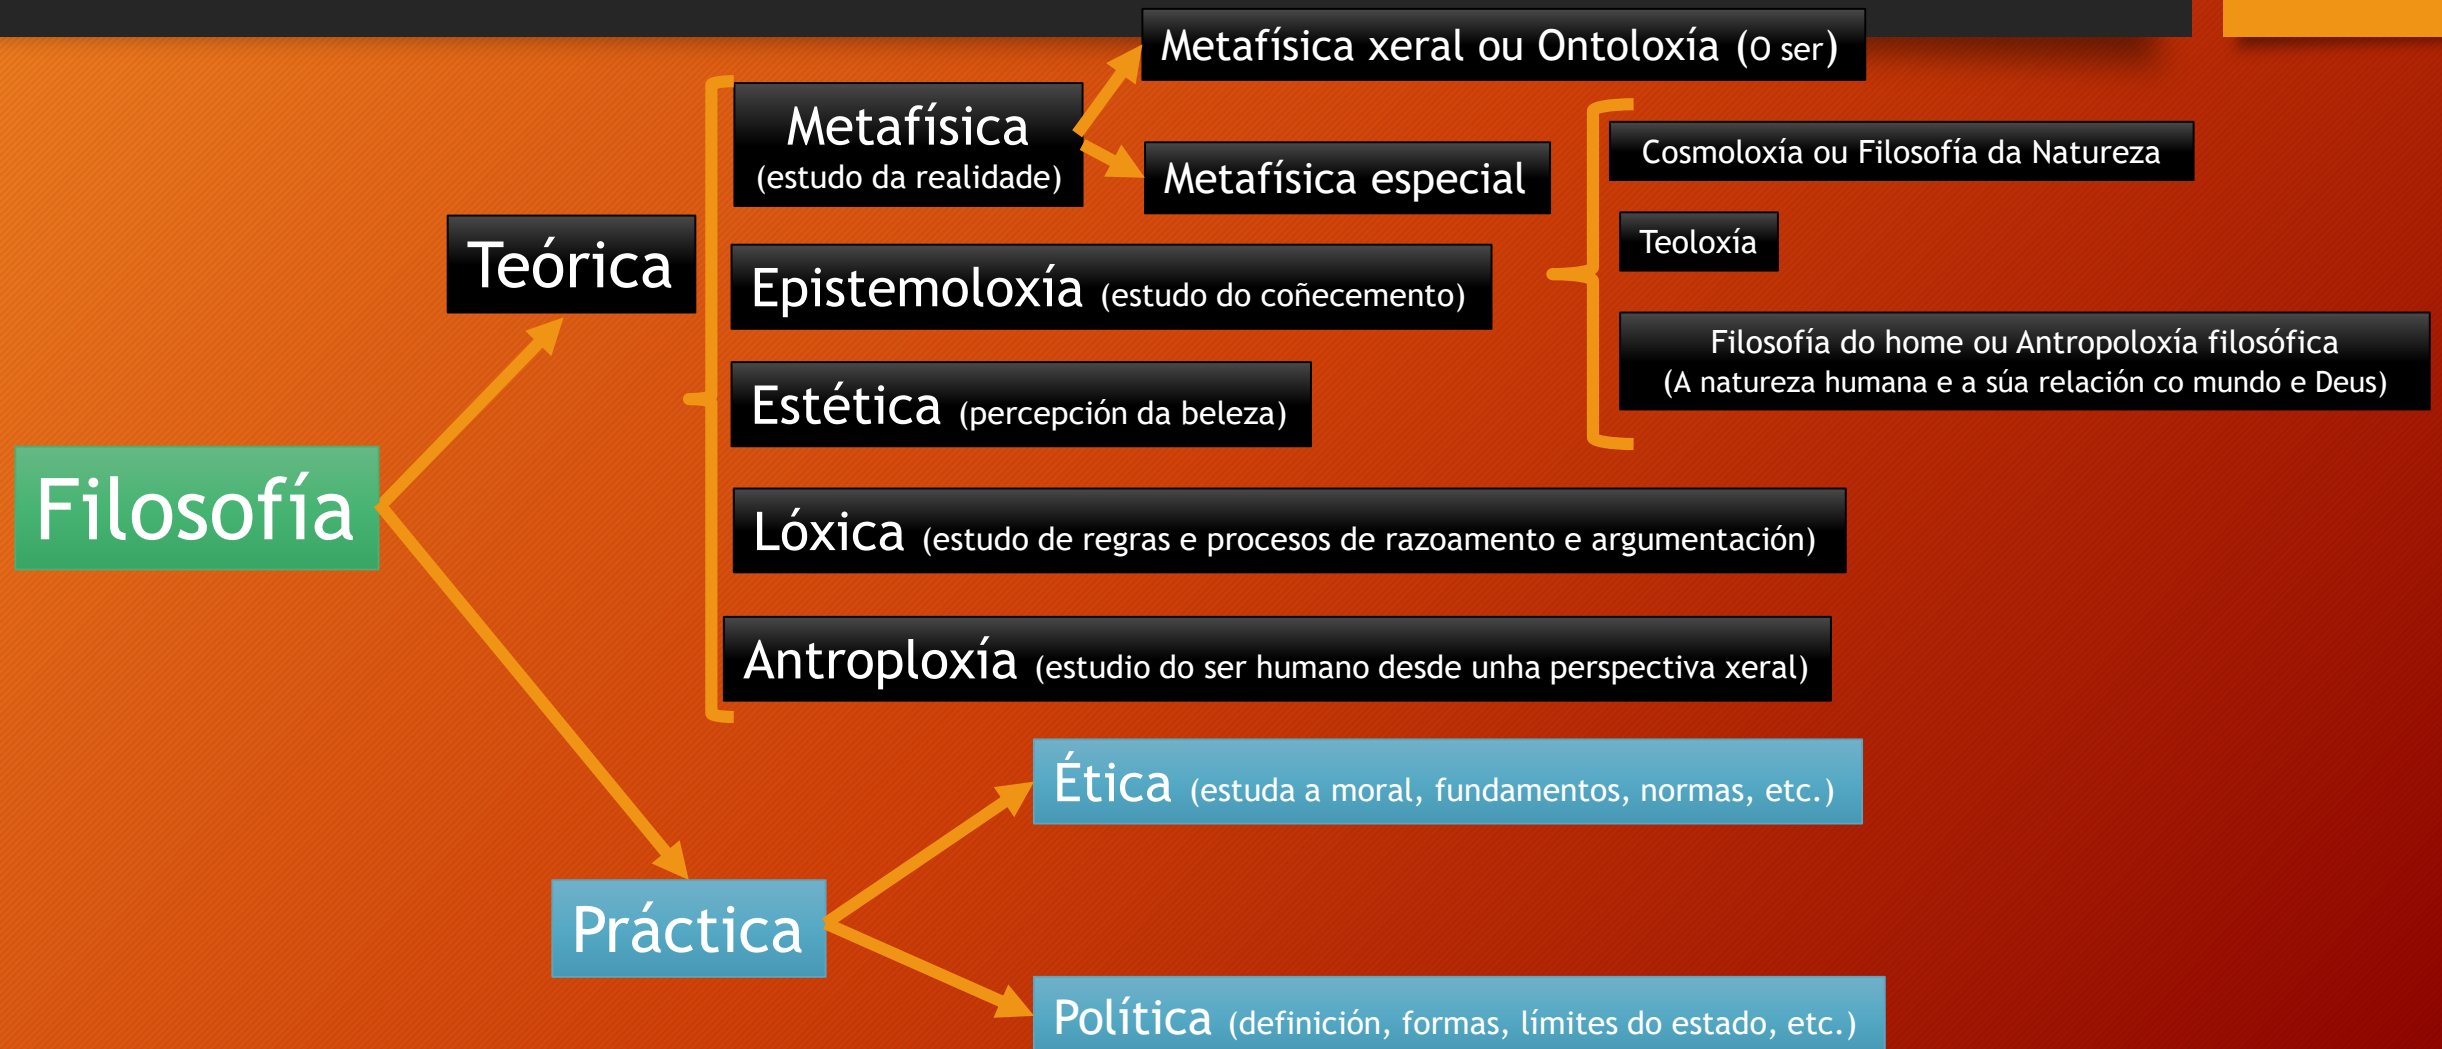 Metafísica xeral ou Ontoloxía (O ser)
Metafísica
(estudo da realidade)
Metafísica especial
Cosmoloxía ou Filosofía da Natureza
Teoloxía
Filosofía do home ou Antropoloxía filosófica
(A natureza humana e a súa relación co mundo e Deus)
Teórica
Epistemoloxía (estudo do coñecemento)
Estética (percepción da beleza)
Filosofía
Lóxica (estudo de regras e procesos de razoamento e argumentación)
Antroploxía (estudio do ser humano desde unha perspectiva xeral)
Ética (estuda a moral, fundamentos, normas, etc.)
Práctica
Política (definición, formas, límites do estado, etc.)